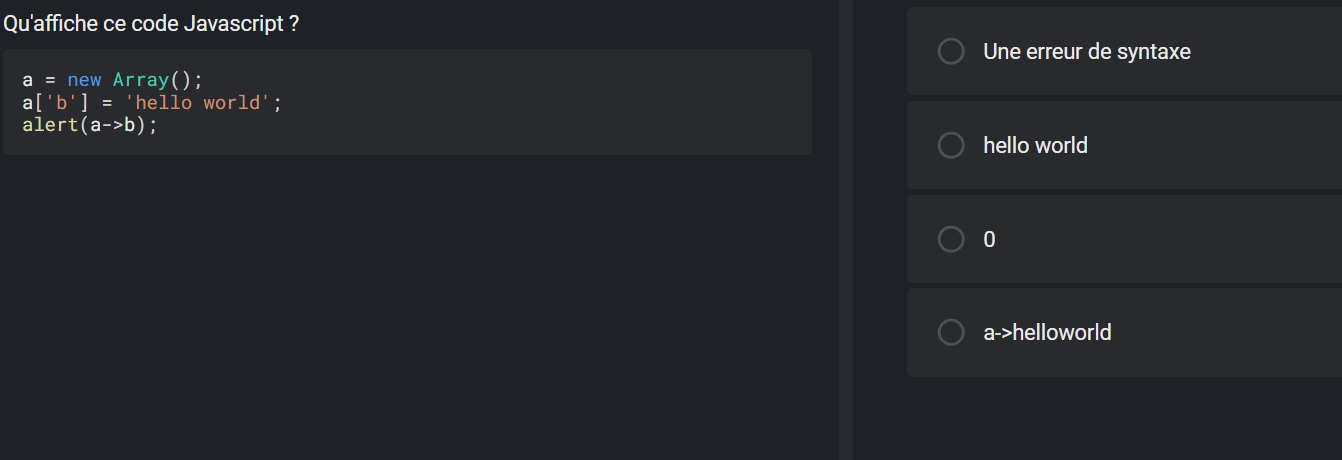 Qu'affiche ce code Javascript ?
a = new Array();
a['b'] = 'hello world';
alert(a->b);
Une erreur de syntaxe
hello world
0
a->helloworld